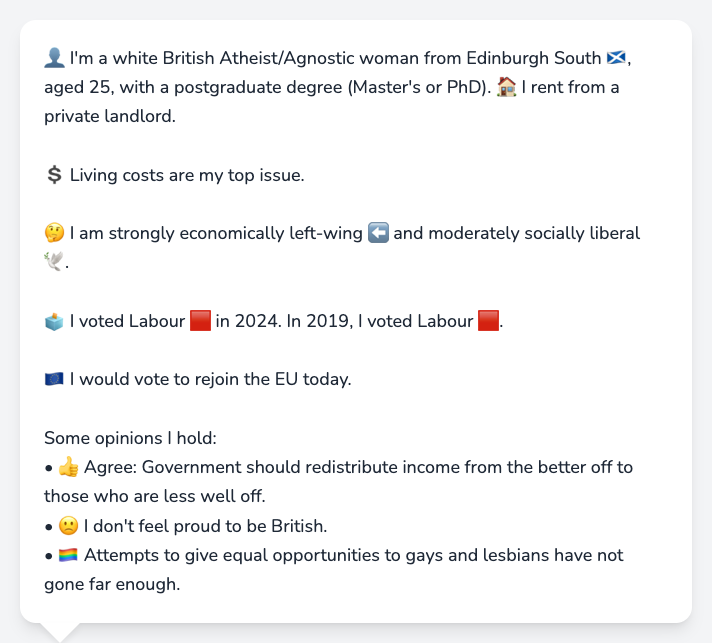 👤 I'm a white British Atheist/Agnostic woman from Edinburgh South 🏴󠁧󠁢󠁳󠁣󠁴󠁿,
aged 25, with a postgraduate degree (Master's or PhD). 🏠 I rent from a
private landlord.
💲 Living costs are my top issue.
🤔 I am strongly economically left-wing ⬅️ and moderately socially liberal
🕊️.
🗳️ I voted Labour 🟥 in 2024. In 2019, I voted Labour 🟥.
🇪🇺 I would vote to rejoin the EU today.
Some opinions I hold:
• 👍 Agree: Government should redistribute income from the better off to
those who are less well off.
• 🙁 I don't feel proud to be British.
• 🏳️‍🌈 Attempts to give equal opportunities to gays and lesbians have not
gone far enough.